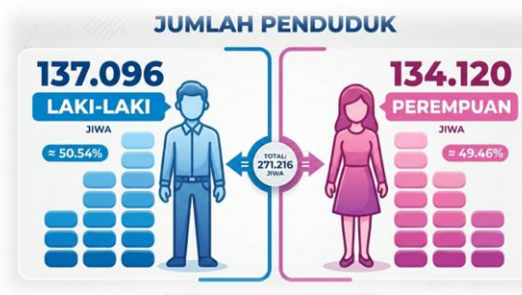 JUMLAH PENDUDUK
137.096
LAKI-LAKI
JIWA
≈ 50.54%
TOTAL:
271.216
JIWA
134.120
PEREMPUAN
JIWA
≈ 49.46%